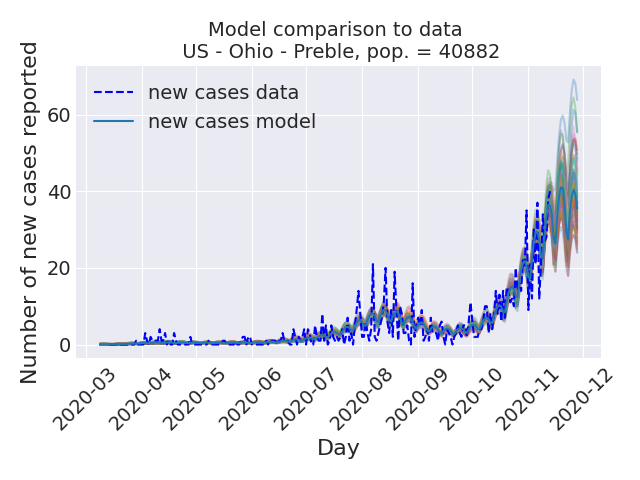 Model comparison to data
US - Ohio - Preble, pop. = 40882
Number of new cases reported
60
40
20
0
new cases data
new cases model
2020-03
2020-04
2020-05
2020-06
2020-07
2020-08
2020-09
2020-10
2020-11
2020-12
Day